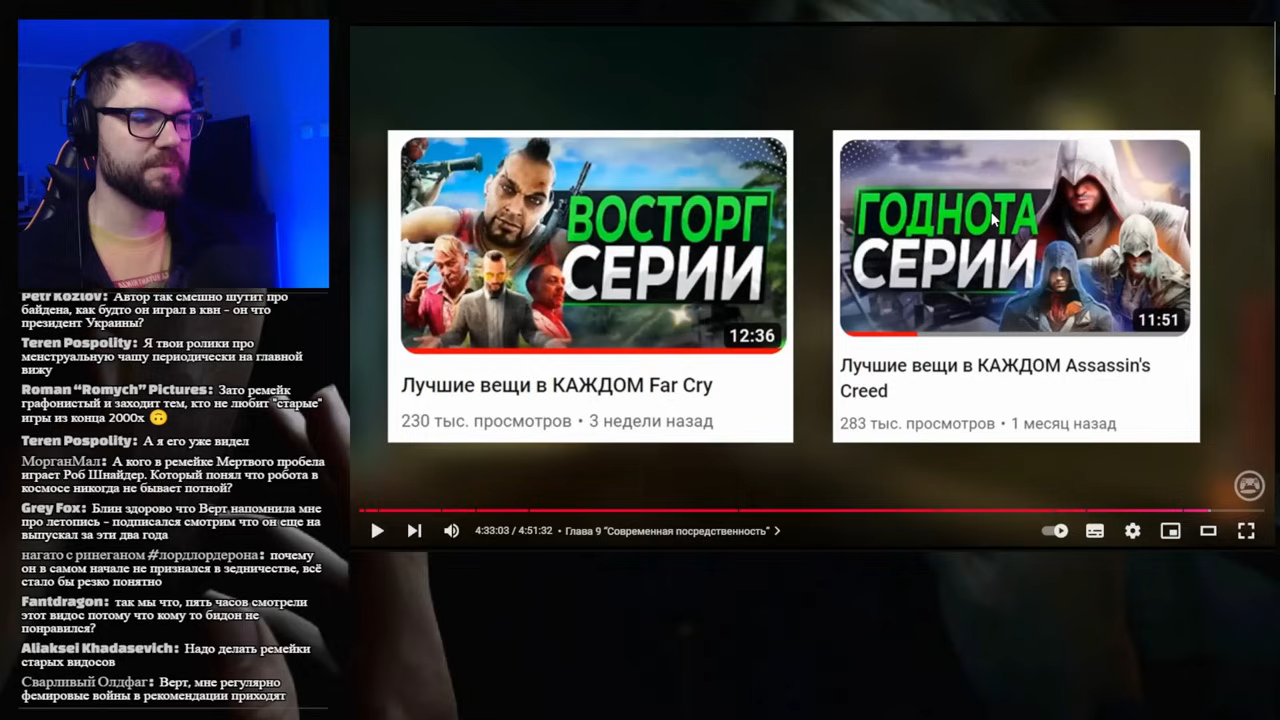 Petr Kozlov: Автор так смешно шутит про
байдена, как будто он играл в квн - он что
президент Украины?
Teren Pospolity: Я твои ролики про
менструальную чашу периодически на главной
вижу
Roman “Romych” Pictures: Зато ремейк
графонистый и заходит тем, кто не любит "старые"
игры из конца 2000х 🙃
Teren Pospolity: А я его уже видел
МорганМал: А кого в ремейке Мертвого пробела
играет Роб Шнайдер. Который понял что робота в
космосе никогда не бывает потной?
Grey Fox: Блин здорово что Верт напомнила мне
про летопись - подписался смотрим что он еще на
выпускал за эти два года
нагато с ринеганом #лордлордерона: почему
он в самом начале не признался в зедничестве, всё
стало бы резко понятно
Fantdragon: так мы что, пять часов смотрели
этот видос потому что кому то бидон не
понравился?
Aliaksei Khadasevich: Надо делать ремейки
старых видосов
Сварливый Олдфаг: Верт, мне регулярно
фемировые войны в рекомендации приходят
ВОСТОРГ
СЕРИИ
12:36
Лучшие вещи в КАЖДОМ Far Cry
230 тыс. просмотров • 3 недели назад
ГОДНОТА
СЕРИИ
11:51
Лучшие вещи в КАЖДОМ Assassin's
Creed
283 тыс. просмотров • 1 месяц назад
4:33:03 / 4:51:32 • Глава 9 “Современная посредственность” >